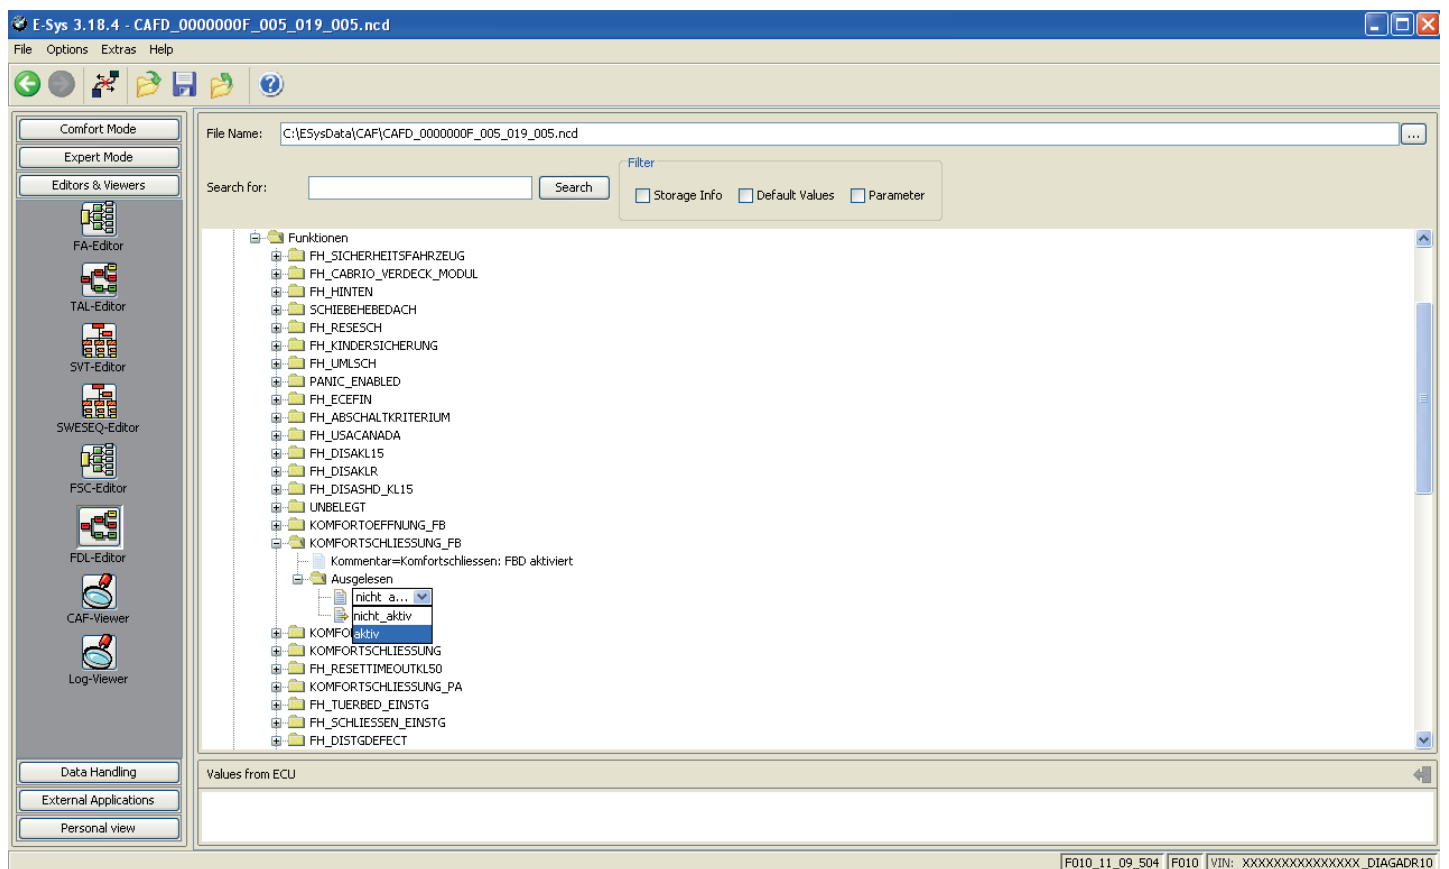 E-Sys 3.18.4 - CAFD_0000000F_005_019_005.ncd
File Options Extras Help
Comfort Mode
Expert Mode
Editors & Viewers
FA-Editor
TAL-Editor
SVT-Editor
SWESEQ-Editor
FSC-Editor
FDL-Editor
CAF-Viewer
Log-Viewer
Data Handling
External Applications
Personal view
File Name: C:\ESysData\CAF\CAFD_0000000F_005_019_005.ncd ...
Filter
Search for: Search Storage Info Default Values Parameter
Funktionen
FH_SICHERHEITSFAHRZEUG
FH_CABRIO_VERDECK_MODUL
FH_HINTEN
SCHIEBEHEBEDACH
FH_RESESCH
FH_KINDERSICHERUNG
FH_UMLSCH
PANIC_ENABLED
FH_ECEFIN
FH_ABSCHALTKRITERIUM
FH_USACANADA
FH_DISAKL15
FH_DISAKLR
FH_DISASHD_KL15
UNBELEGT
KOMFORTOEFFNUNG_FB
KOMFORTSCHLIESSUNG_FB
Kommentar=Komfortschliessen: FBD aktiviert
Ausgelesen
nicht_a...
nicht_aktiv
KOMFO aktiv
KOMFORTSCHLIESSUNG
FH_RESETTIMEOUTKL50
KOMFORTSCHLIESSUNG_PA
FH_TUERBED_EINSTG
FH_SCHLIESSEN_EINSTG
FH_DISTGDEFECT
Values from ECU
F010_11_09_504 F010 VIN: XXXXXXXXXXXXXXX_DIAGADR10